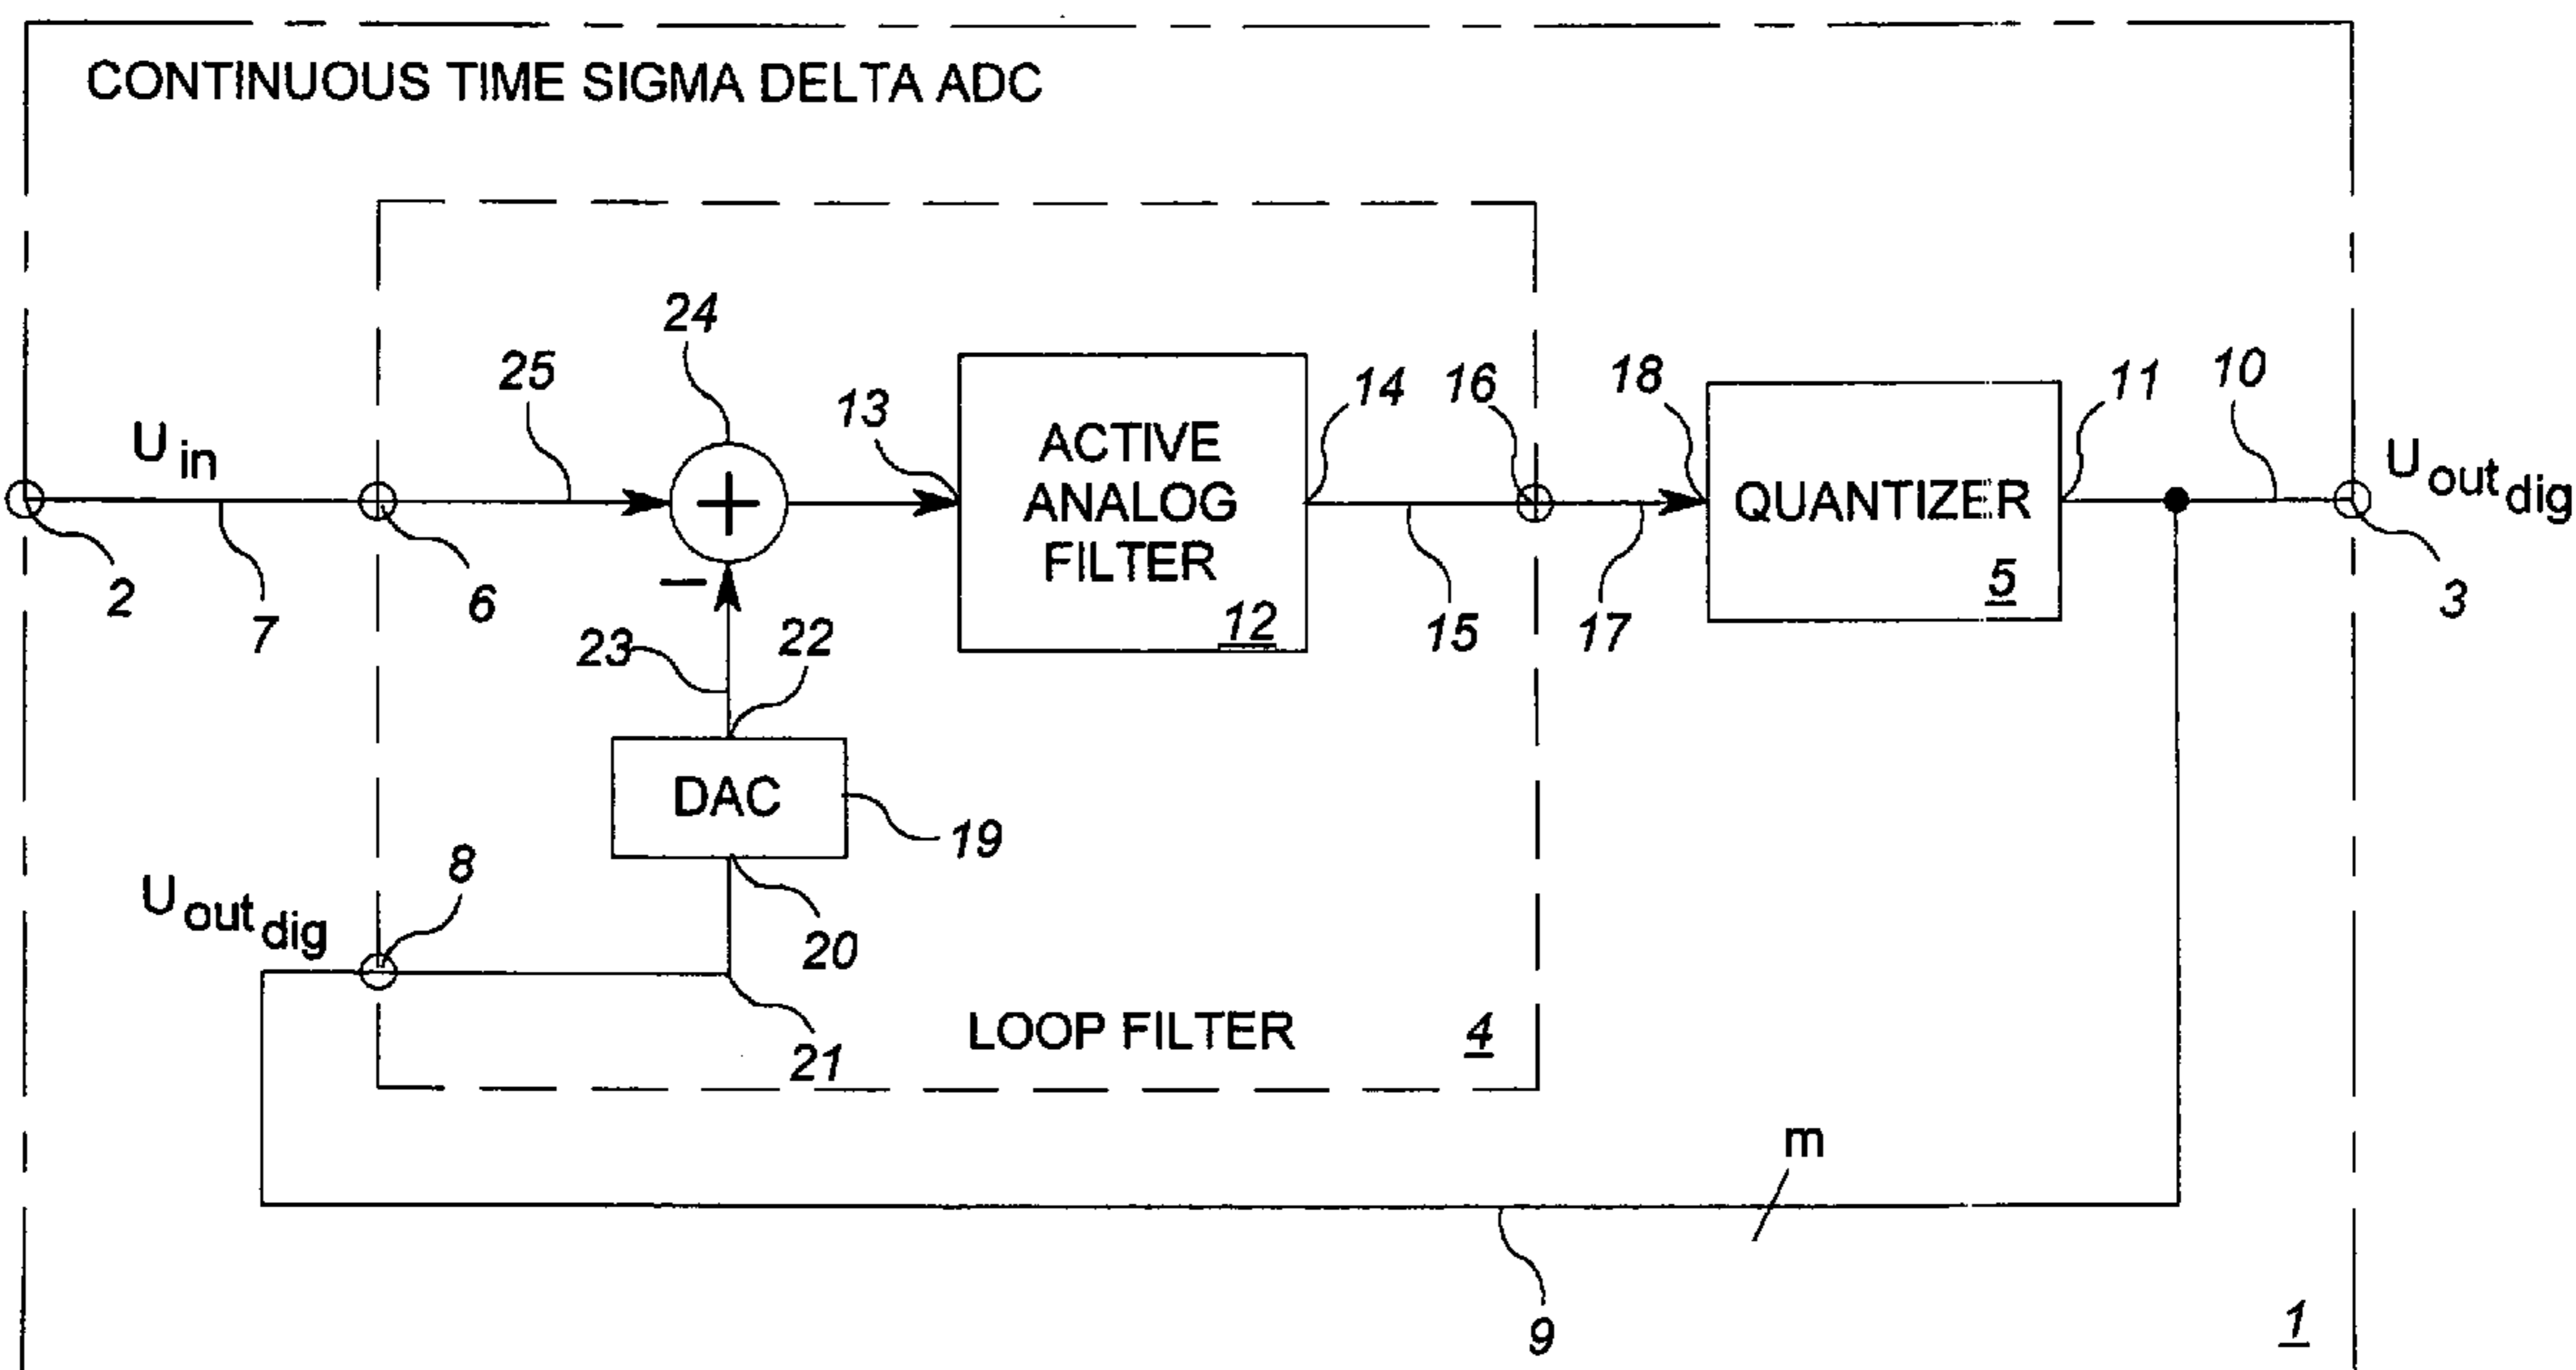 CONTINUOUS TIME SIGMA DELTA ADC
24
25
13
14
16
18
11
10
U in
ACTIVE
ANALOG
FILTER
12
QUANTIZER
5
U out dig
2
7
6
23
22
15
17
3
DAC
19
8
U out dig
20
21
LOOP FILTER
4
m
9
1